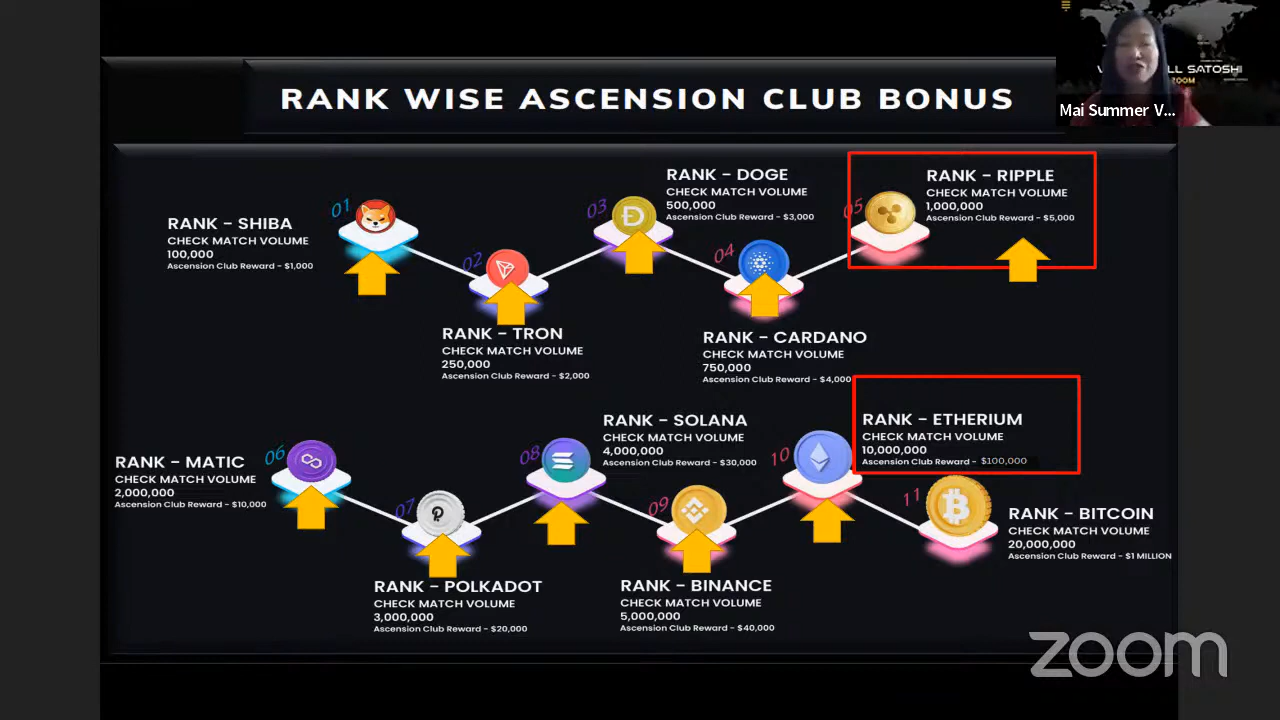 RANK WISE ASCENSION CLUB BONUS
LL SATOSHI
ZOOM
Mai Summer V...
01
RANK – SHIBA
CHECK MATCH VOLUME
100,000
Ascension Club Reward - $1,000
02
RANK – TRON
CHECK MATCH VOLUME
250,000
Ascension Club Reward - $2,000
03
RANK – DOGE
CHECK MATCH VOLUME
500,000
Ascension Club Reward - $3,000
04
RANK – CARDANO
CHECK MATCH VOLUME
750,000
Ascension Club Reward - $4,000
05
RANK – RIPPLE
CHECK MATCH VOLUME
1,000,000
Ascension Club Reward - $5,000
06
RANK – MATIC
CHECK MATCH VOLUME
2,000,000
Ascension Club Reward - $10,000
07
RANK – POLKADOT
CHECK MATCH VOLUME
3,000,000
Ascension Club Reward - $20,000
08
RANK – SOLANA
CHECK MATCH VOLUME
4,000,000
Ascension Club Reward - $30,000
09
RANK – BINANCE
CHECK MATCH VOLUME
5,000,000
Ascension Club Reward - $40,000
10
RANK – ETHERIUM
CHECK MATCH VOLUME
10,000,000
Ascension Club Reward - $100,000
11
RANK – BITCOIN
CHECK MATCH VOLUME
20,000,000
Ascension Club Reward - $1 MILLION
zoom